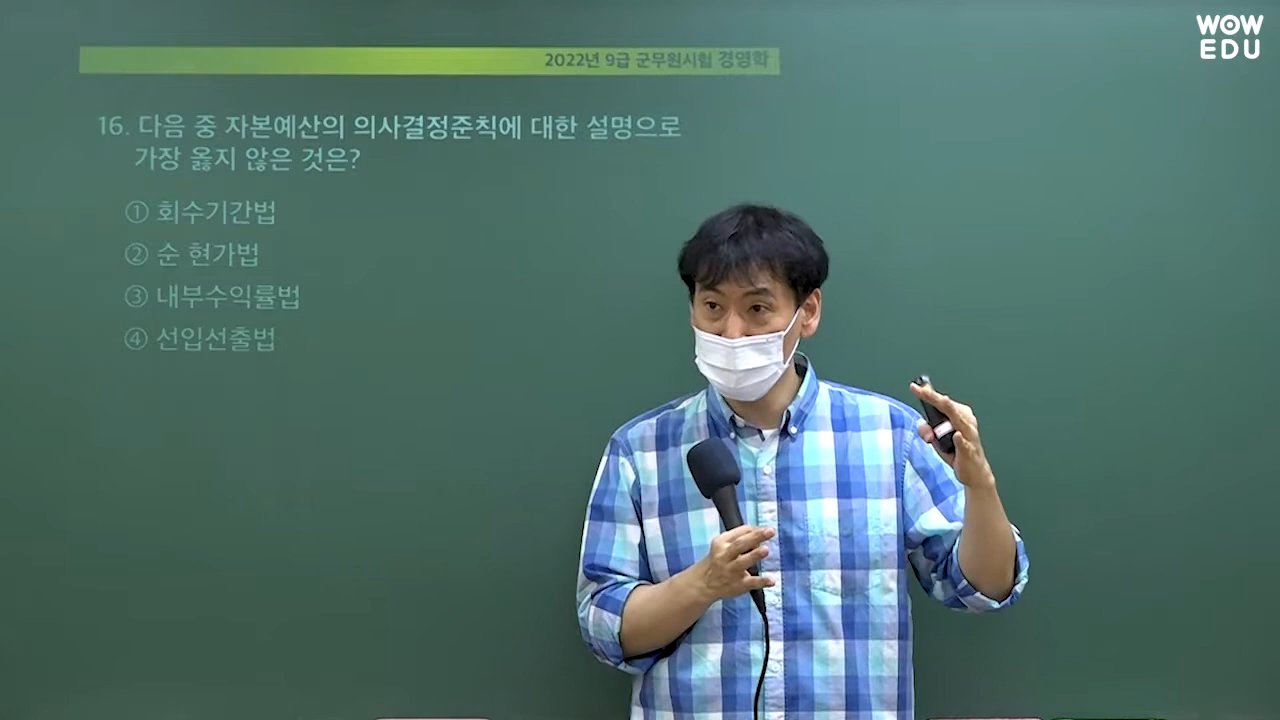 WOW
EDU
2022년 9급 군무원시험 경영학
16. 다음 중 자본예산의 의사결정준칙에 대한 설명으로
가장 옳지 않은 것은?
① 회수기간법
② 순 현가법
③ 내부수익률법
④ 선입선출법